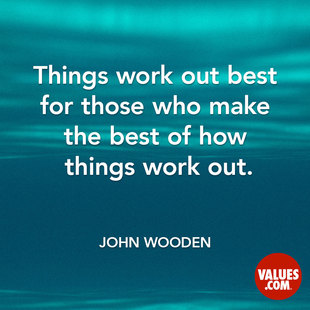 Things work out best
for those who make
the best of how
things work out.
JOHN WOODEN
VALUES
.COM